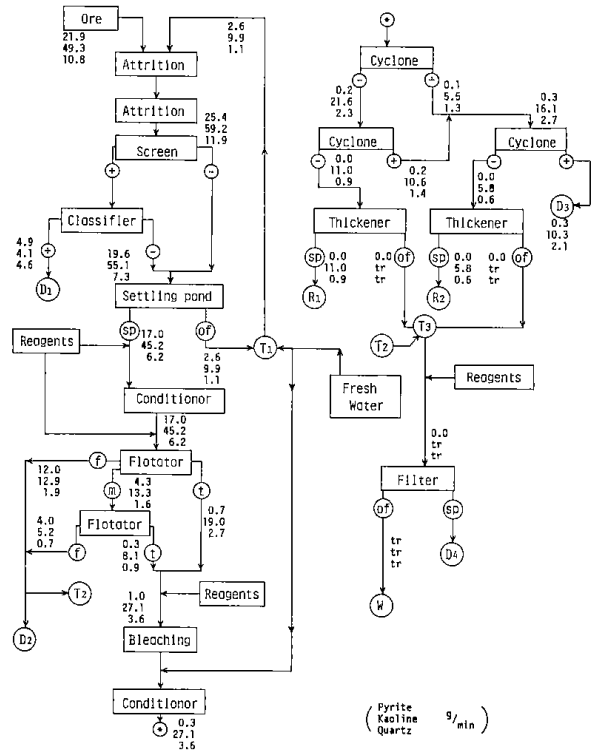 Ore
21.9
49.3
10.8
2.6
9.9
1.1
Attrition
Attrition
25.4
59.2
11.9
Screen
+
-
Classifier
4.9
4.1
4.6
+
-
19.6
55.1
7.3
D1
Settling pond
sp
17.0
45.2
6.2
of
2.6
9.9
1.1
T1
Reagents
Fresh
Water
Conditionor
17.0
45.2
6.2
Flotator
f
12.0
12.9
1.9
m
4.3
13.3
1.6
t
0.7
19.0
2.7
Flotator
4.0
5.2
0.7
f
0.3
8.1
0.9
t
T2
D2
1.0
27.1
3.6
Reagents
Bleaching
Conditionor
0.3
27.1
3.6
Cyclone
-
+
0.2
21.6
2.3
0.1
5.5
1.3
0.3
16.1
2.7
Cyclone
-
+
0.0
11.0
0.9
0.2
10.6
1.4
Cyclone
-
+
0.0
5.8
0.6
D3
0.3
10.3
2.1
Thickener
Thickener
sp
0.0
11.0
0.9
0.0
tr
tr
of
R1
sp
0.0
5.8
0.6
0.0
tr
tr
of
R2
T2
T3
Reagents
0.0
tr
tr
Filter
of
sp
tr
tr
tr
D4
W
Pyrite
Kaoline
Quartz
g/min